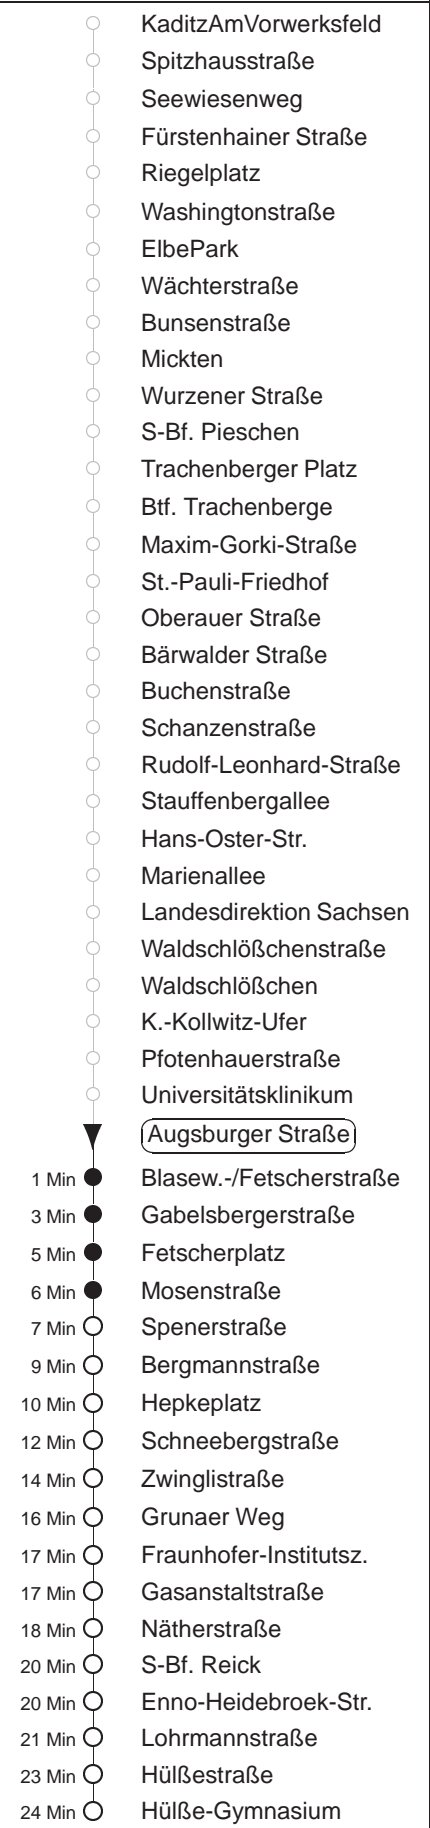 KaditzAmVorwerksfeld
Spitzhausstraße
Seewiesenweg
Fürstenhainer Straße
Riegelplatz
Washingtonstraße
ElbePark
Wächterstraße
Bunsenstraße
Mickten
Wurzener Straße
S-Bf. Pieschen
Trachenberger Platz
Btf. Trachenberge
Maxim-Gorki-Straße
St.-Pauli-Friedhof
Oberauer Straße
Bärwalder Straße
Buchenstraße
Schanzenstraße
Rudolf-Leonhard-Straße
Stauffenbergallee
Hans-Oster-Str.
Marienallee
Landesdirektion Sachsen
Waldschlößchenstraße
Waldschlößchen
K.-Kollwitz-Ufer
Pfotenhauerstraße
Universitätsklinikum
Augsburger Straße
1 Min Blasew.-/Fetscherstraße
3 Min Gabelsbergerstraße
5 Min Fetscherplatz
6 Min Mosenstraße
7 Min Spenerstraße
9 Min Bergmannstraße
10 Min Hepkeplatz
12 Min Schneebergstraße
14 Min Zwinglistraße
16 Min Grunaer Weg
17 Min Fraunhofer-Institutsz.
17 Min Gasanstaltstraße
18 Min Nätherstraße
20 Min S-Bf. Reick
20 Min Enno-Heidebroek-Str.
21 Min Lohrmannstraße
23 Min Hülßestraße
24 Min Hülße-Gymnasium